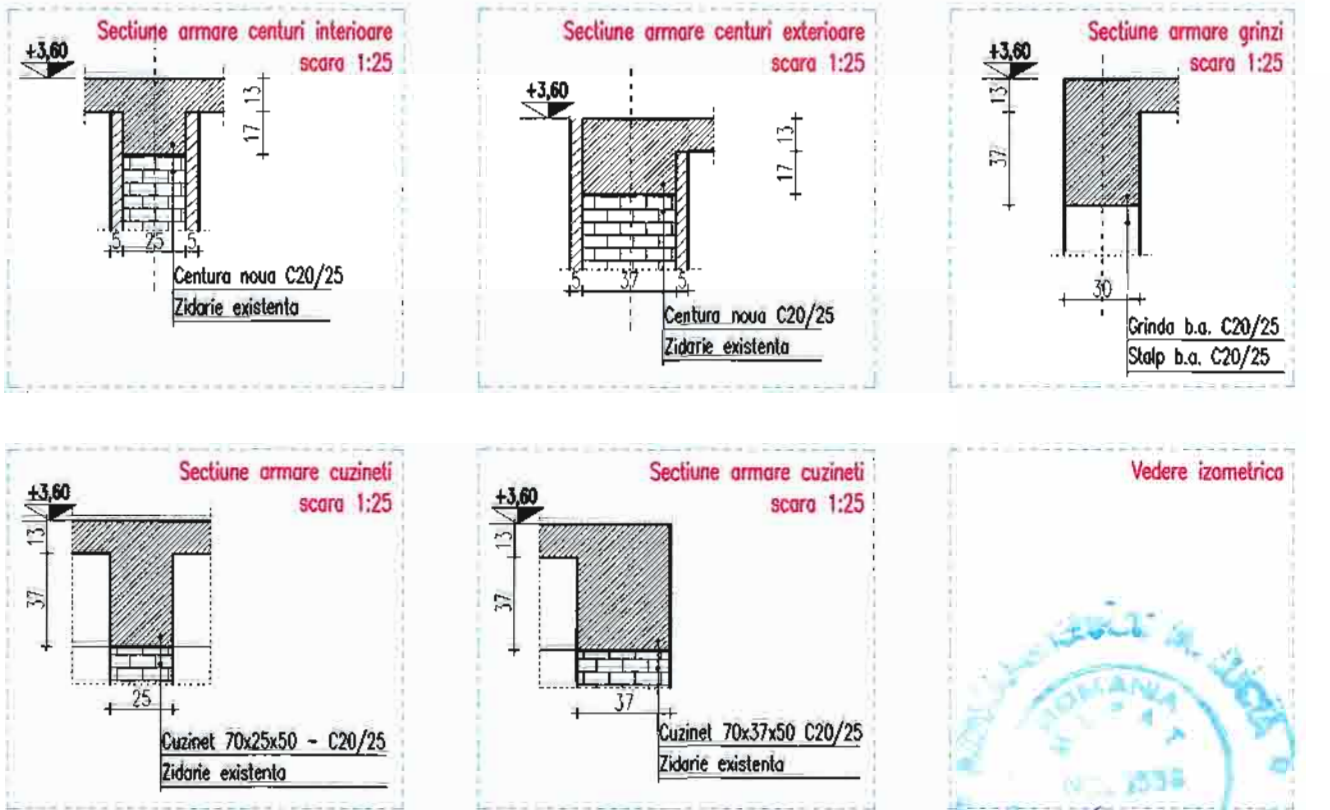 Sectiune armare centuri interioare
scara 1:25
+3,60
13
17
5 25 5
Centura noua C20/25
Zidarie existenta
Sectiune armare centuri exterioare
scara 1:25
+3,60
13
17
5 37 5
Centura noua C20/25
Zidarie existenta
Sectiune armare grinzi
scara 1:25
+3,60
13
37
30
Grinda b.a. C20/25
Stalp b.a. C20/25
Sectiune armare cuzineti
scara 1:25
+3,60
13
37
25
Cuzinet 70x25x50 - C20/25
Zidarie existenta
Sectiune armare cuzineti
scara 1:25
+3,60
13
37
37
Cuzinet 70x37x50 C20/25
Zidarie existenta
Vedere izometrica
ROMANIA